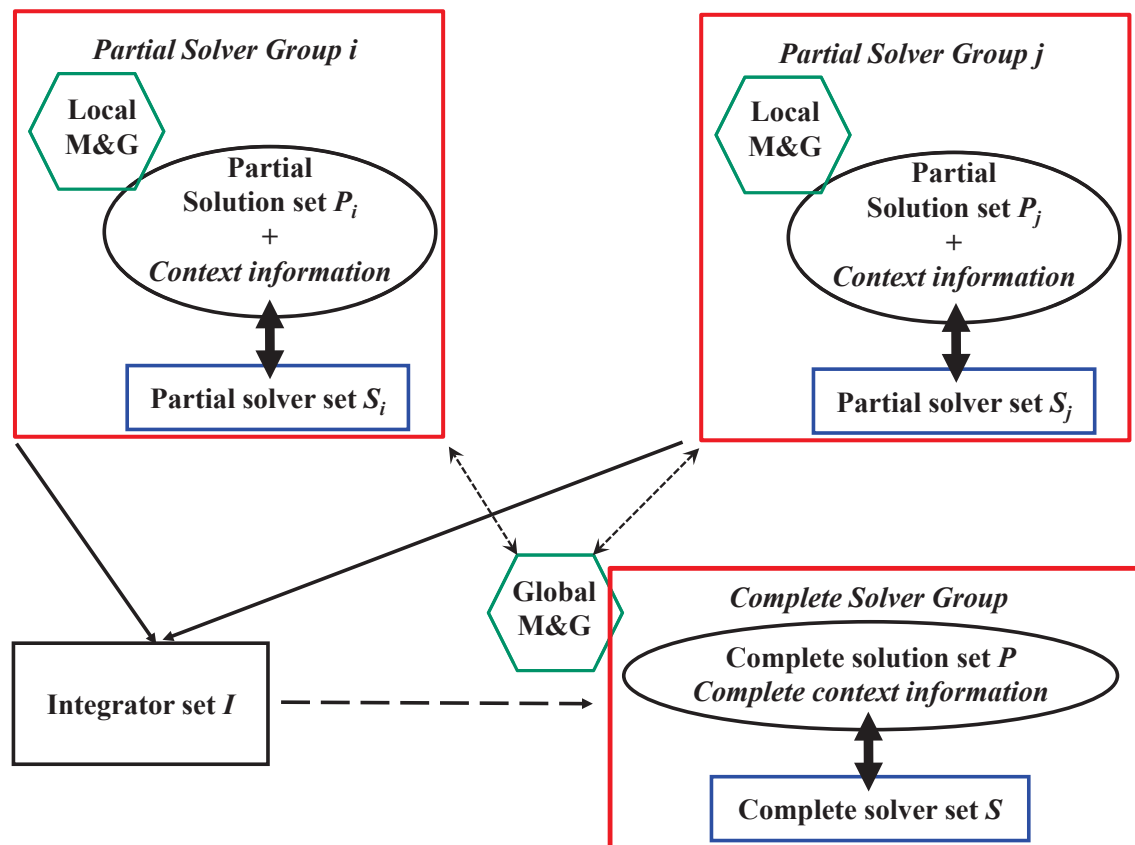 Partial Solver Group i
Local
M&G
Partial
Solution set Pi
+
Context information
Partial solver set Si
Partial Solver Group j
Local
M&G
Partial
Solution set Pj
+
Context information
Partial solver set Sj
Global
M&G
Integrator set I
Complete Solver Group
Complete solution set P
Complete context information
Complete solver set S